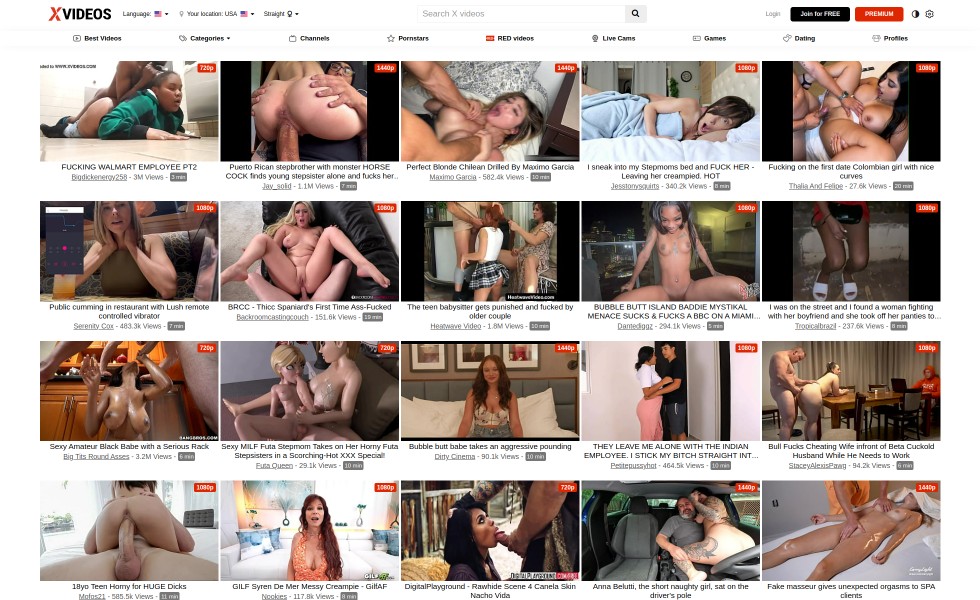 XVIDEOS
Language:
Your location: USA
Straight
Search X videos
Login
Join for FREE
PREMIUM
Best Videos
Categories
Channels
Pornstars
RED videos
Live Cams
Games
Dating
Profiles
WWW.XVIDEOS.COM
720p
1440p
1440p
1080p
1080p
FUCKING WALMART EMPLOYEE PT2
Bigdickenergy258 - 3M Views - 3 min
Puerto Rican stepbrother with monster HORSE
COCK finds young stepsister alone and fucks her..
Jay_solid - 1.1M Views - 7 min
Perfect Blonde Chilean Drilled By Maximo Garcia
Maximo Garcia - 582.4k Views - 10 min
I sneak into my Stepmoms bed and FUCK HER -
Leaving her creampied. HOT
Jesstonysquirts - 340.2k Views - 8 min
Fucking on the first date Colombian girl with nice
curves
Thalia And Felipe - 27.6k Views - 20 min
1080p
1080p
HeatwaveVideo.com
1080p
1080p
Public cumming in restaurant with Lush remote
controlled vibrator
Serenity Cox - 483.3k Views - 7 min
BRCC - Thicc Spaniard's First Time Ass-Fucked
Backroomcastingcouch - 151.6k Views - 19 min
The teen babysitter gets punished and fucked by
older couple
Heatwave Video - 1.8M Views - 10 min
BUBBLE BUTT ISLAND BADDIE MYSTIKAL
MENACE SUCKS & FUCKS A BBC ON A MIAMI...
Dantediggz - 294.1k Views - 5 min
I was on the street and I found a woman fighting
with her boyfriend and she took off her panties to...
Tropicalbrazil - 237.6k Views - 8 min
720p
BANGBROS.COM
720p
1440p
1080p
1080p
Sexy Amateur Black Babe with a Serious Rack
Big Tits Round Asses - 3.2M Views - 6 min
Sexy MILF Futa Stepmom Takes on Her Horny Futa
Stepsisters in a Scorching-Hot XXX Special!
Futa Queen - 29.1k Views - 10 min
Bubble butt babe takes an aggressive pounding
Dirty Cinema - 90.1k Views - 10 min
THEY LEAVE ME ALONE WITH THE INDIAN
EMPLOYEE. I STICK MY BITCH STRAIGHT INT...
Petitepussyhot - 464.5k Views - 10 min
Bull Fucks Cheating Wife infront of Beta Cuckold
Husband While He Needs to Work
StaceyAlexisPawg - 94.2k Views - 6 min
1080p
1080p
720p
DIGITAL PLAYGROUND
1440p
1440p
18yo Teen Horny for HUGE Dicks
Mofos21 - 585.5k Views - 11 min
GILF Syren De Mer Messy Creampie - GilfAF
Nookies - 117.8k Views - 8 min
DigitalPlayground - Rawhide Scene 4 Canela Skin
Nacho Vida
Anna Belutti, the short naughty girl, sat on the
driver's pole
Fake masseur gives unexpected orgasms to SPA
clients